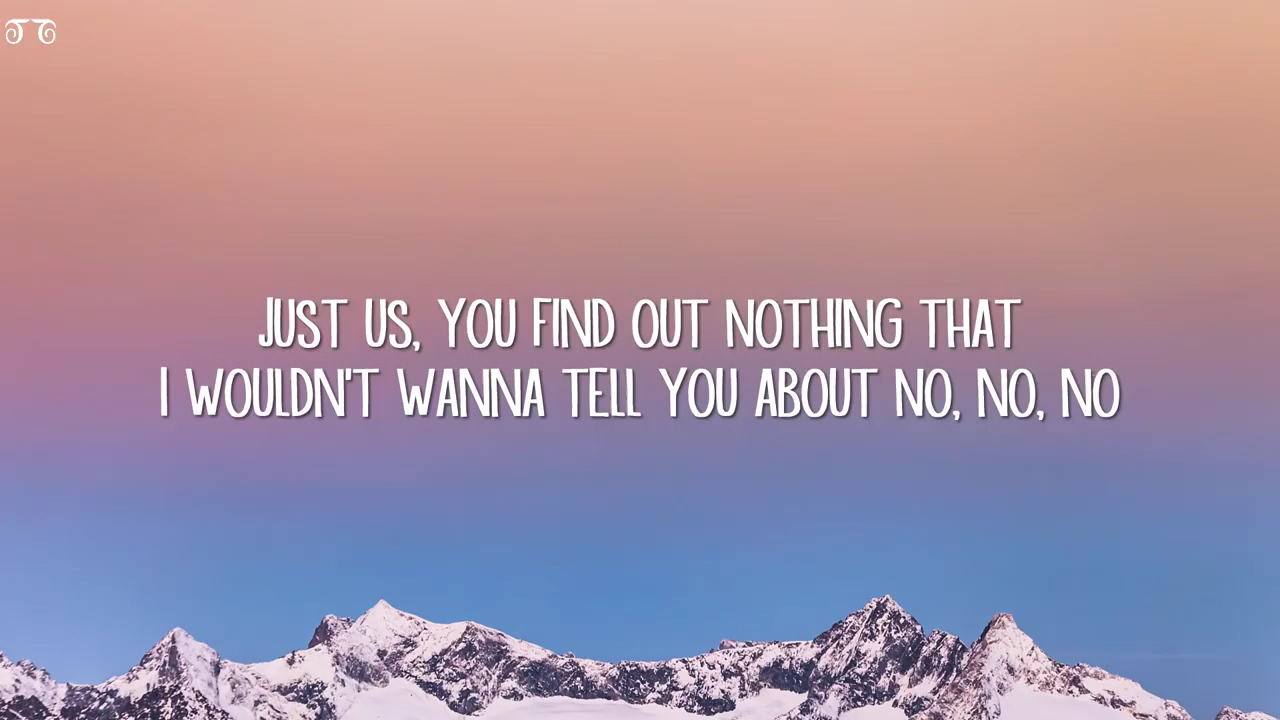 JUST US, YOU FIND OUT NOTHING THAT
I WOULDN'T WANNA TELL YOU ABOUT NO, NO, NO